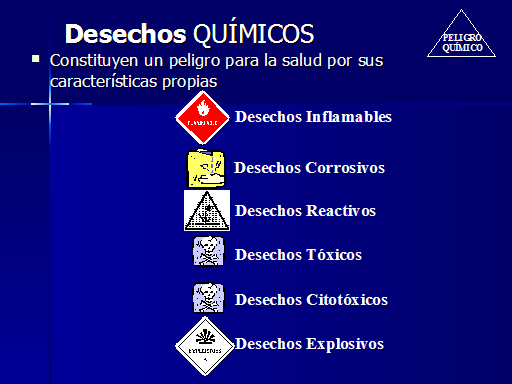 Desechos QUÍMICOS
PELIGRO
QUÍMICO
Constituyen un peligro para la salud por sus
características propias
FLAMMABLE
Desechos Inflamables
Desechos Corrosivos
Desechos Reactivos
Desechos Tóxicos
Desechos Citotóxicos
EXPLOSIVES
Desechos Explosivos